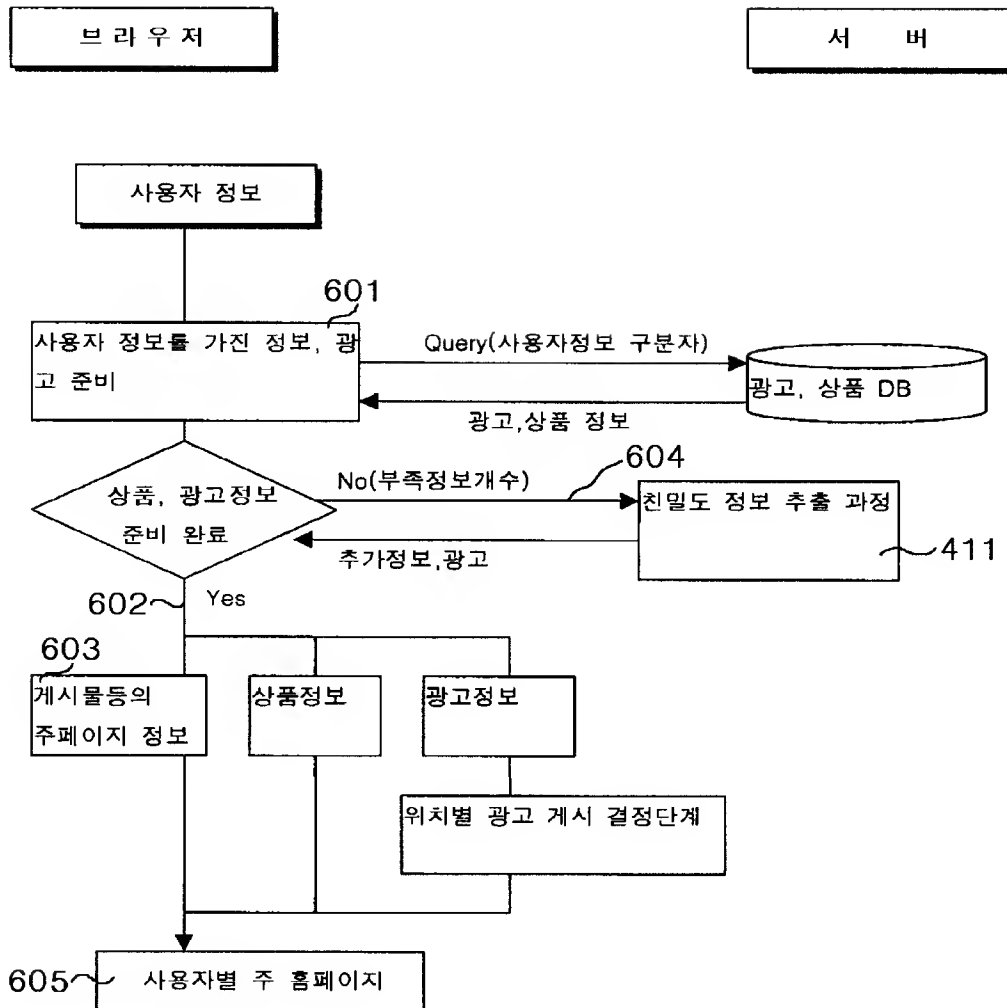 브라우저
서 버
사용자 정보
601
사용자 정보를 가진 정보, 광
고 준비
Query(사용자정보 구분자)
광고, 상품 DB
광고,상품 정보
604
상품, 광고정보
준비 완료
No(부족정보개수)
친밀도 정보 추출 과정
추가정보,광고
411
602
Yes
603
게시물등의
주페이지 정보
상품정보
광고정보
위치별 광고 게시 결정단계
605
사용자별 주 홈페이지